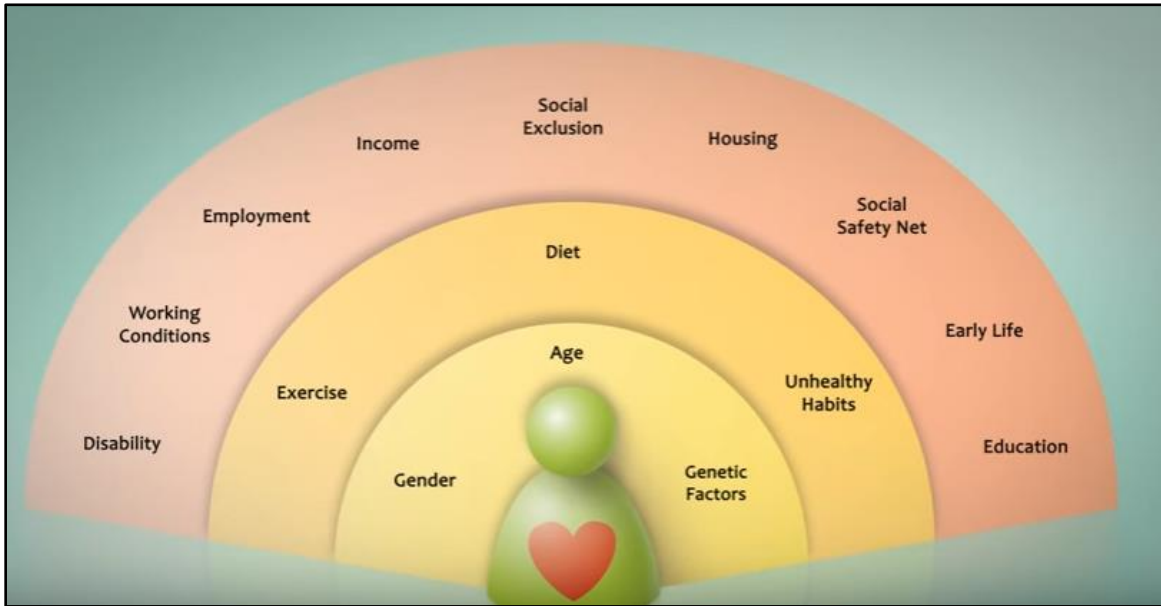 Social
Exclusion
Income
Housing
Employment
Social
Safety Net
Diet
Working
Conditions
Early Life
Age
Exercise
Unhealthy
Habits
Disability
Education
Gender
Genetic
Factors